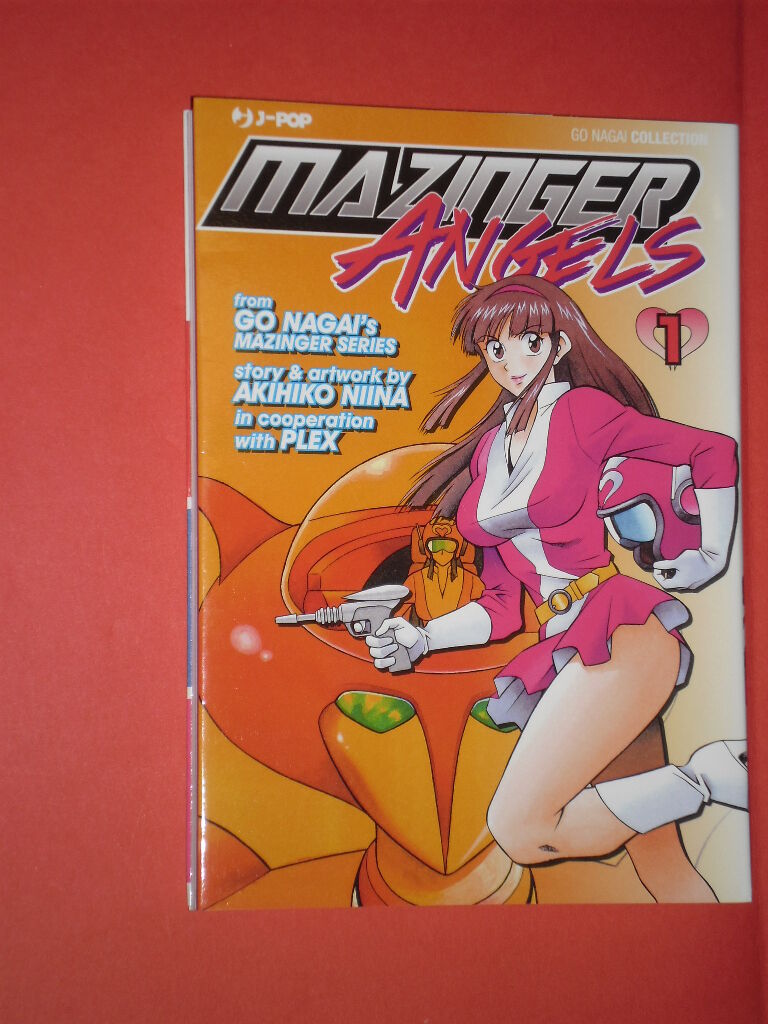 J-POP
GO NAGAI COLLECTION
MAZINGER
ANGELS
1
from
GO NAGAI's
MAZINGER SERIES
story & artwork by
AKIHIKO NIINA
in cooperation
with PLEX